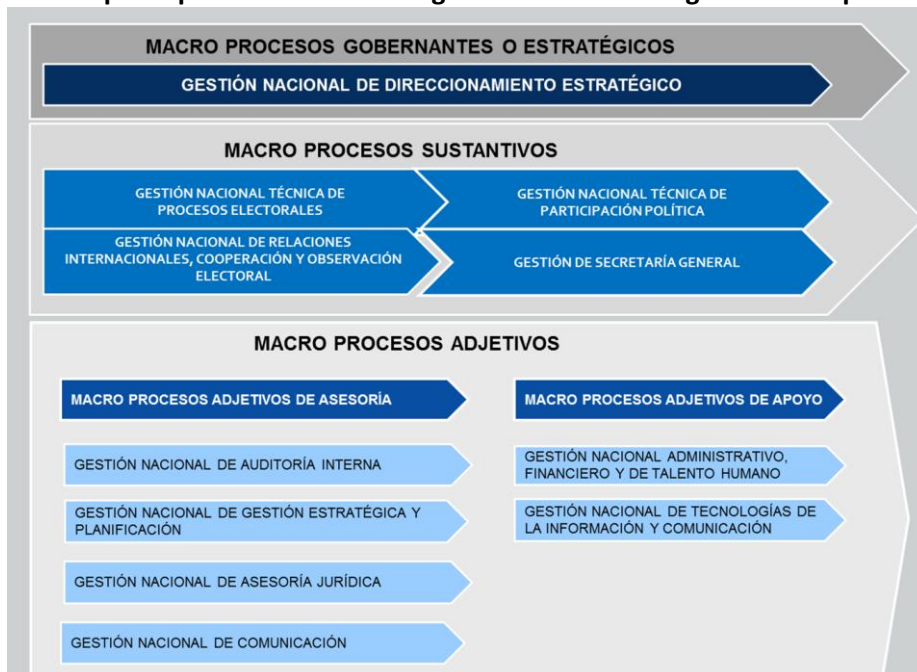 MACRO PROCESOS GOBERNANTES O ESTRATÉGICOS
GESTIÓN NACIONAL DE DIRECCIONAMIENTO ESTRATÉGICO
MACRO PROCESOS SUSTANTIVOS
GESTIÓN NACIONAL TÉCNICA DE
PROCESOS ELECTORALES
GESTIÓN NACIONAL TÉCNICA DE
PARTICIPACIÓN POLÍTICA
GESTIÓN NACIONAL DE RELACIONES
INTERNACIONALES, COOPERACIÓN Y OBSERVACIÓN
ELECTORAL
GESTIÓN DE SECRETARÍA GENERAL
MACRO PROCESOS ADJETIVOS
MACRO PROCESOS ADJETIVOS DE ASESORÍA
GESTIÓN NACIONAL DE AUDITORÍA INTERNA
GESTIÓN NACIONAL DE GESTIÓN ESTRATÉGICA Y
PLANIFICACIÓN
GESTIÓN NACIONAL DE ASESORÍA JURÍDICA
GESTIÓN NACIONAL DE COMUNICACIÓN
MACRO PROCESOS ADJETIVOS DE APOYO
GESTIÓN NACIONAL ADMINISTRATIVO,
FINANCIERO Y DE TALENTO HUMANO
GESTIÓN NACIONAL DE TECNOLOGÍAS DE
LA INFORMACIÓN Y COMUNICACIÓN